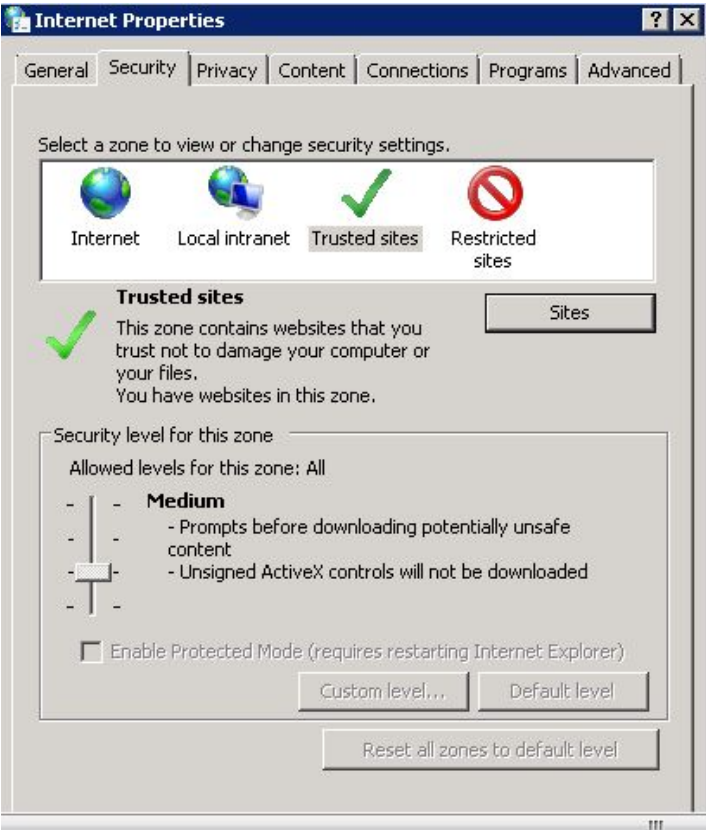 Internet Properties
?
General Security Privacy Content Connections Programs Advanced
Select a zone to view or change security settings.
Internet Local intranet Trusted sites Restricted
sites
Trusted sites
Sites
This zone contains websites that you
trust not to damage your computer or
your files.
You have websites in this zone.
Security level for this zone
Allowed levels for this zone: All
Medium
- Prompts before downloading potentially unsafe
content
- Unsigned ActiveX controls will not be downloaded
Enable Protected Mode (requires restarting Internet Explorer)
Custom level... Default level
Reset all zones to default level